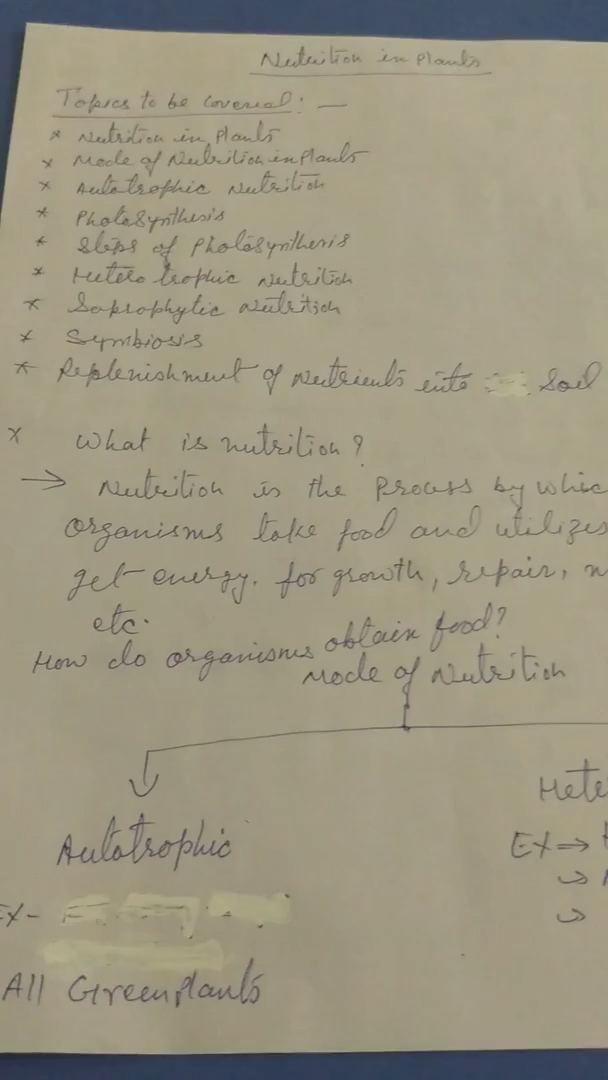 Nutrition in Plants
Topics to be covered: —
* Nutrition in Plants
* Mode of Nutrition in Plants
* Autotrophic Nutrition
* Photosynthesis
* Steps of Photosynthesis
* Heterotrophic Nutrition
* Saprophytic Nutrition
* Symbiosis
* Replenishment of Nutrients into Soil
* What is nutrition?
→ Nutrition is the process by whic
organisms take food and utilizes
get energy, for growth, repair,
etc.
How do organisms obtain food?
Mode of Nutrition
Autotrophic
Hete
EX⇒
EX-
All Green Plants